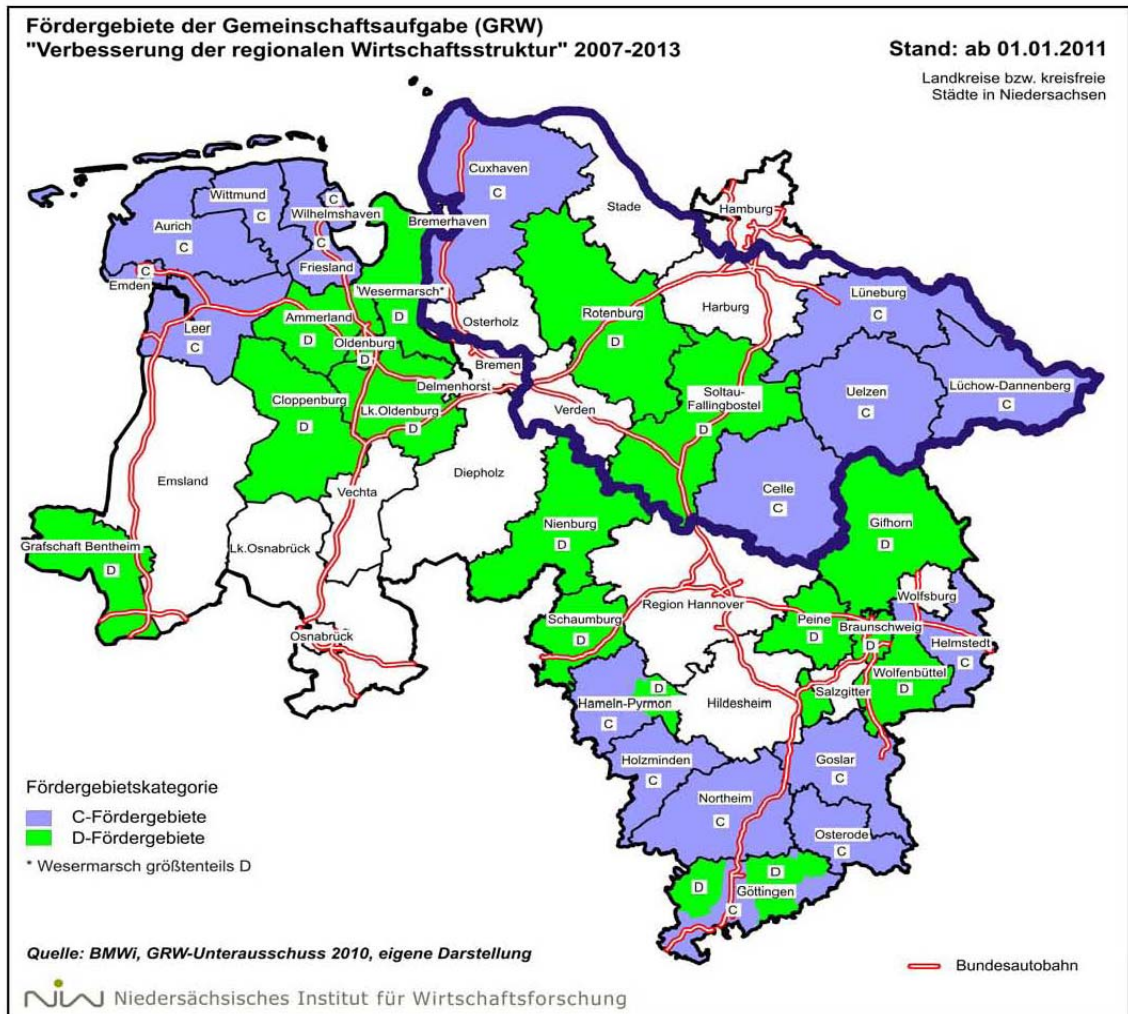 Fördergebiete der Gemeinschaftsaufgabe (GRW)
"Verbesserung der regionalen Wirtschaftsstruktur" 2007-2013
Stand: ab 01.01.2011
Landkreise bzw. kreisfreie
Städte in Niedersachsen
Cuxhaven
C
Stade
Hamburg
Wittmund
C
C
Wilhelmshaven
C
Bremerhaven
Aurich
C
Friesland
C
Emden
Wesermarsch*
D
Lüneburg
C
Harburg
Rotenburg
D
Osterholz
Ammerland
D
Leer
C
Oldenburg
D
Bremen
Delmenhorst
Lüchow-Dannenberg
C
Uelzen
C
Soltau-
Fallingbostel
D
Cloppenburg
D
Lk.Oldenburg
D
Verden
Diepholz
Emsland
Vechta
Celle
C
Gifhorn
D
Nienburg
D
Grafschaft Bentheim
D
Lk.Osnabrück
Wolfsburg
Region Hannover
Schaumburg
D
Peine
D
Braunschweig
D
Helmstedt
C
Osnabrück
Wolfenbüttel
D
Salzgitter
D
Hameln-Pyrmon
C
Hildesheim
Holzminden
C
Goslar
C
Northeim
C
Osterode
C
D
D
Göttingen
C
Fördergebietskategorie
C-Fördergebiete
D-Fördergebiete
* Wesermarsch größtenteils D
Quelle: BMWi, GRW-Unterausschuss 2010, eigene Darstellung
Bundesautobahn
NIW Niedersächsisches Institut für Wirtschaftsforschung